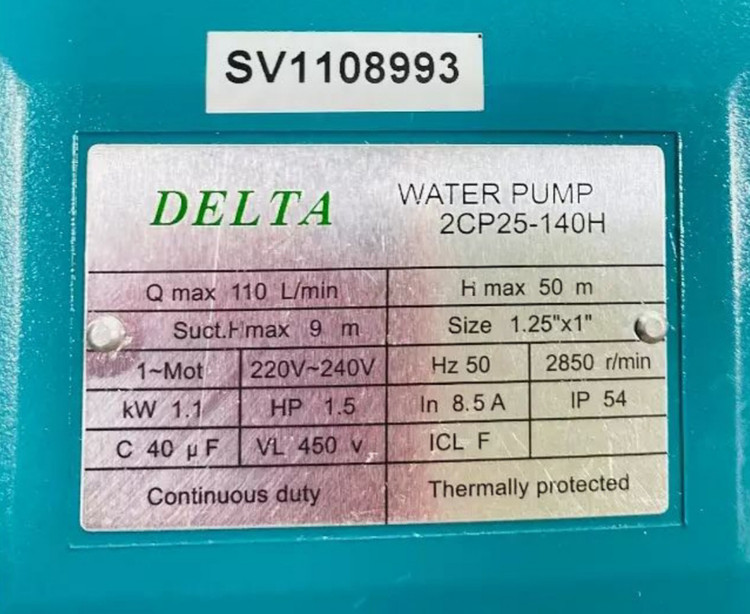 SV1108993
DELTA
WATER PUMP
2CP25-140H
Q max 110 L/min
H max 50 m
Suct.Hmax 9 m
Size 1.25"x1"
1~Mot 220V~240V
Hz 50 2850 r/min
kW 1.1 HP 1.5
In 8.5 A IP 54
C 40 µF VL 450 v
ICL F
Continuous duty
Thermally protected